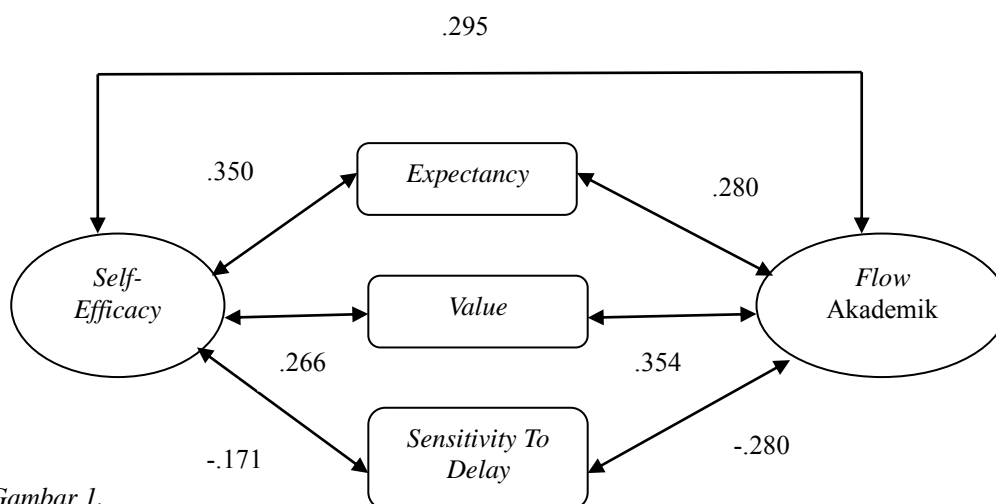 .295
.350
Expectancy
.280
Self-
Efficacy
Value
Flow
Akademik
.266
.354
Sensitivity To
Delay
-.171
-.280
Gambar 1.